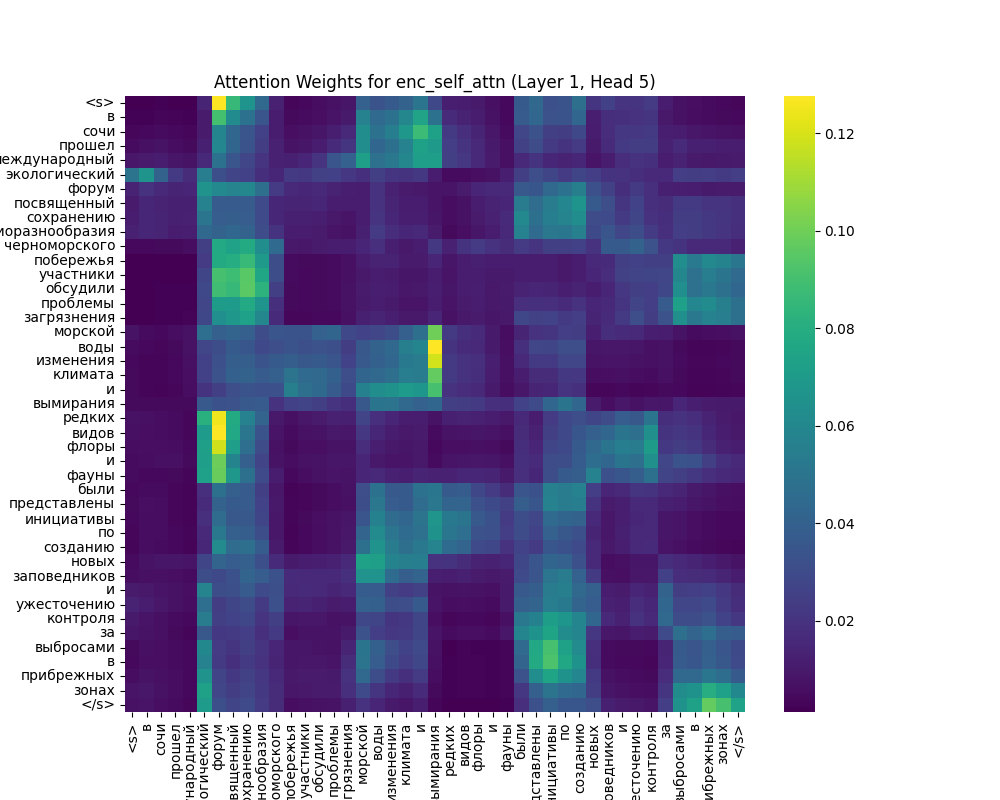 Attention Weights for enc_self_attn (Layer 1, Head 5)
<s>
в
сочи
прошел
еждународный
экологический
форум
посвященный
сохранению
иоразнообразия
черноморского
побережья
участники
обсудили
проблемы
загрязнения
морской
воды
изменения
климата
и
вымирания
редких
видов
флоры
и
фауны
были
представлены
инициативы
по
созданию
новых
заповедников
и
ужесточению
контроля
за
выбросами
в
прибрежных
зонах
</s>
0.12
0.10
0.08
0.06
0.04
0.02
<s>
в
сочи
прошел
ународный
огический
форум
вященный
охранению
нообразия
оморского
обережья
участники
обсудили
проблемы
грязнения
морской
воды
изменения
климата
и
ымирания
редких
видов
флоры
и
фауны
были
дставлены
нициативы
по
созданию
новых
оведников
и
есточению
контроля
за
выбросами
в
ибрежных
зонах
</s>